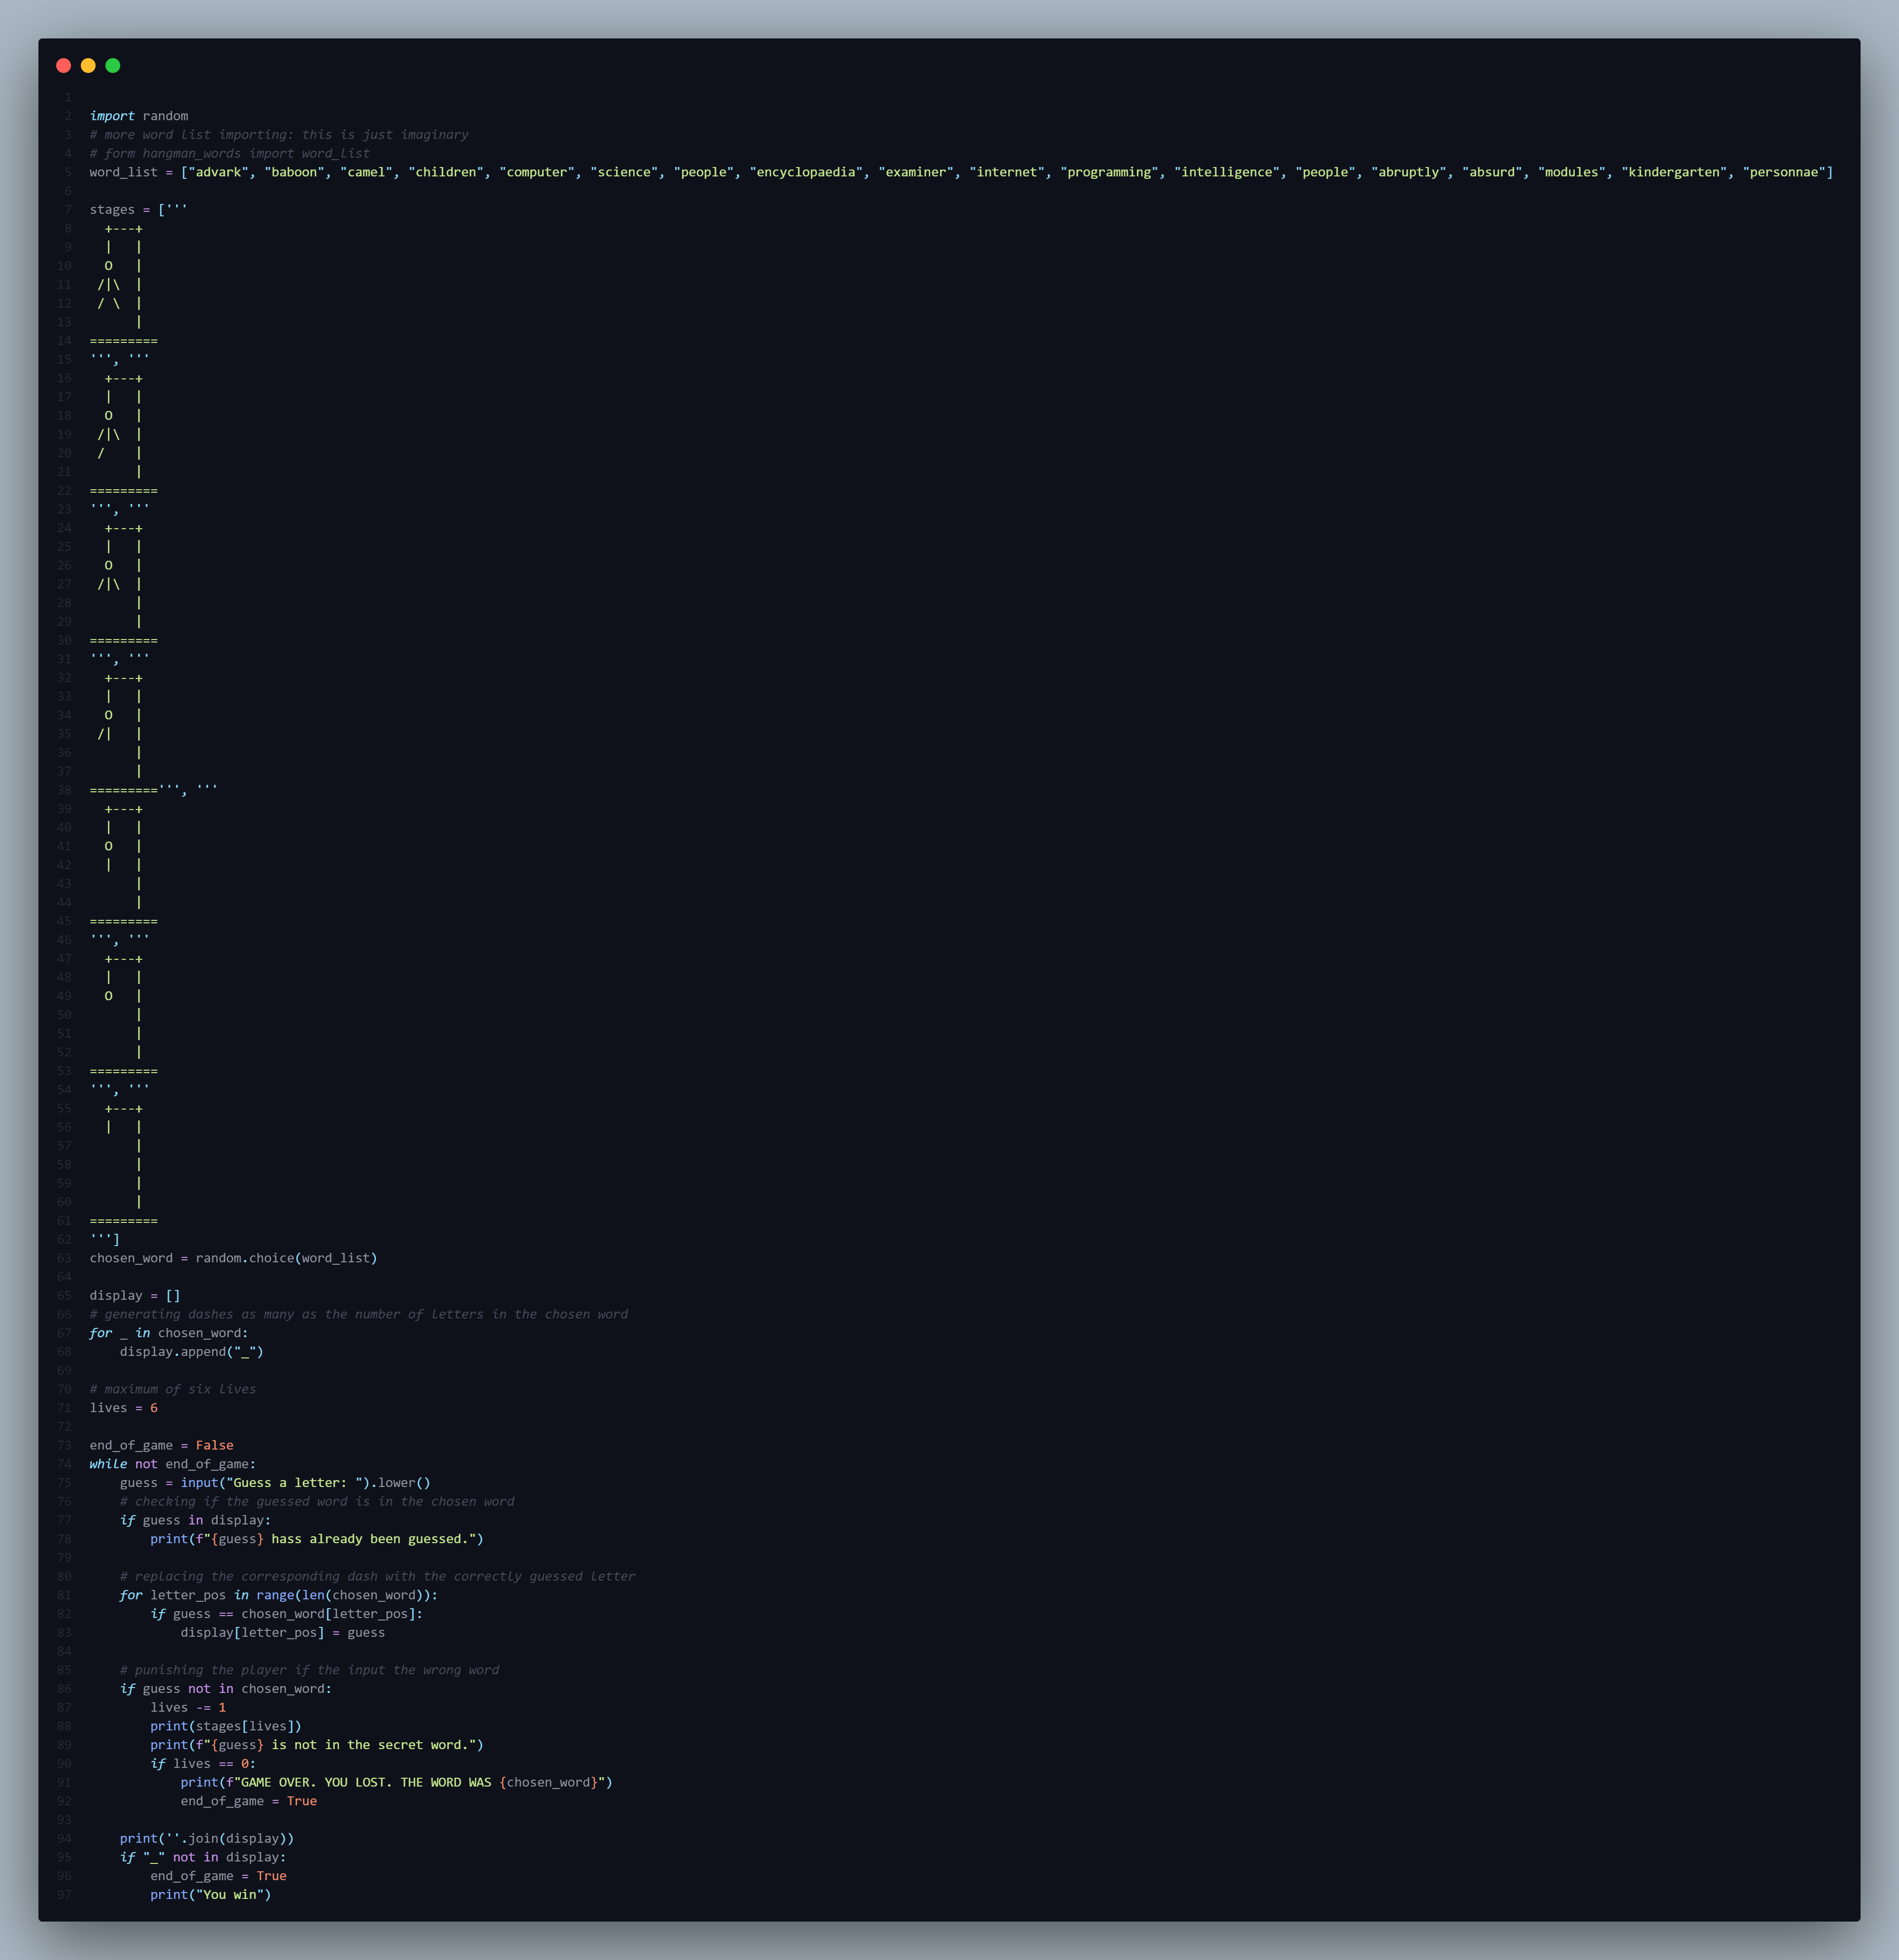 1
2 import random
3 # more word list importing: this is just imaginary
4 # form hangman_words import word_list
5 word_list = ["advark", "baboon", "camel", "children", "computer", "science", "people", "encyclopaedia", "examiner", "internet", "programming", "intelligence", "people", "abruptly", "absurd", "modules", "kindergarten", "personnae"]
6
7 stages = ['''
8   +---+
9   |   |
10   O   |
11  /|\  |
12  / \  |
13       |
14 =========
15 ''', '''
16   +---+
17   |   |
18   O   |
19  /|\  |
20  /    |
21       |
22 =========
23 ''', '''
24   +---+
25   |   |
26   O   |
27  /|\  |
28       |
29       |
30 =========
31 ''', '''
32   +---+
33   |   |
34   O   |
35  /|   |
36       |
37       |
38 =========''', '''
39   +---+
40   |   |
41   O   |
42   |   |
43       |
44       |
45 =========
46 ''', '''
47   +---+
48   |   |
49   O   |
50       |
51       |
52       |
53 =========
54 ''', '''
55   +---+
56   |   |
57       |
58       |
59       |
60       |
61 =========
62 ''']
63 chosen_word = random.choice(word_list)
64
65 display = []
66 # generating dashes as many as the number of letters in the chosen word
67 for _ in chosen_word:
68     display.append("_")
69
70 # maximum of six lives
71 lives = 6
72
73 end_of_game = False
74 while not end_of_game:
75     guess = input("Guess a letter: ").lower()
76     # checking if the guessed word is in the chosen word
77     if guess in display:
78         print(f"{guess} hass already been guessed.")
79
80     # replacing the corresponding dash with the correctly guessed letter
81     for letter_pos in range(len(chosen_word)):
82         if guess == chosen_word[letter_pos]:
83             display[letter_pos] = guess
84
85     # punishing the player if the input the wrong word
86     if guess not in chosen_word:
87         lives -= 1
88         print(stages[lives])
89         print(f"{guess} is not in the secret word.")
90         if lives == 0:
91             print(f"GAME OVER. YOU LOST. THE WORD WAS {chosen_word}")
92             end_of_game = True
93
94     print(''.join(display))
95     if "_" not in display:
96         end_of_game = True
97         print("You win")